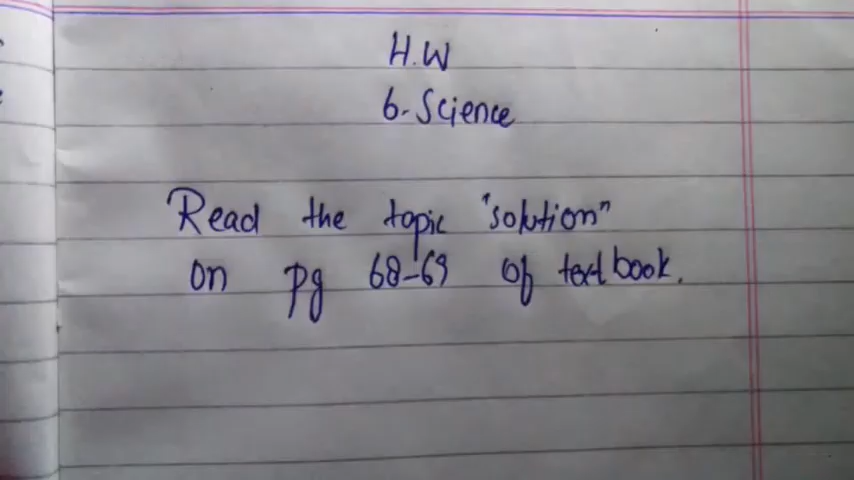 H.W
6. Science
Read the topic "solution"
on pg 68-69 of textbook.